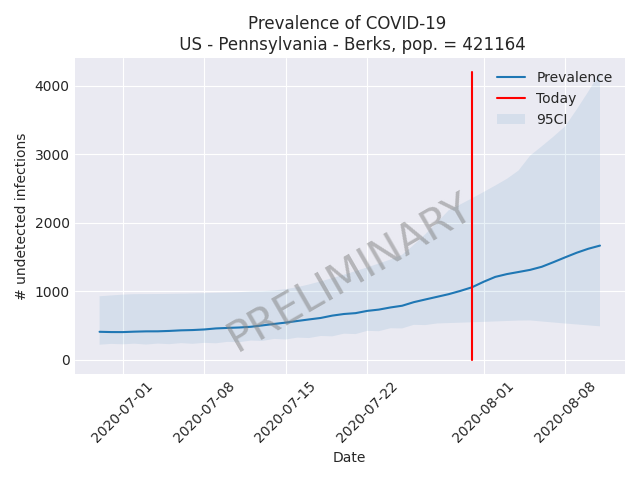 Prevalence of COVID-19
US - Pennsylvania - Berks, pop. = 421164
Prevalence
Today
95CI
# undetected infections
4000
3000
2000
1000
0
PRELIMINARY
2020-07-01
2020-07-08
2020-07-15
2020-07-22
2020-08-01
2020-08-08
Date